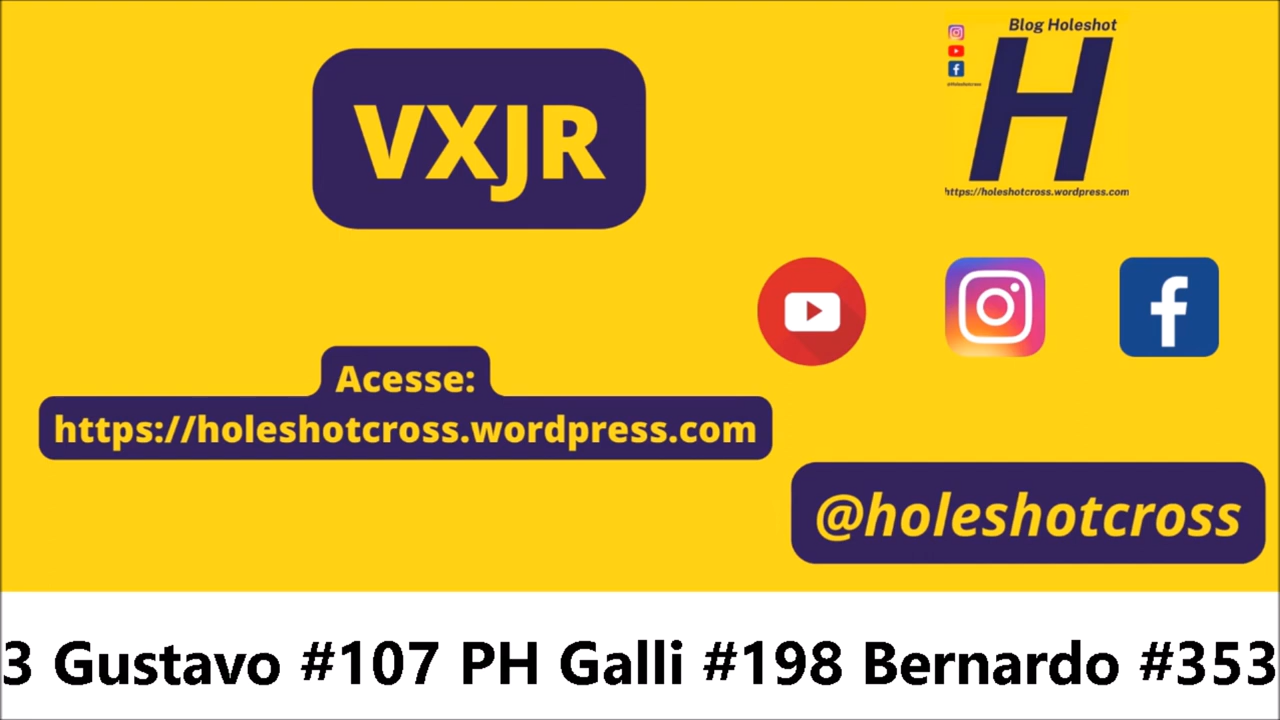 Blog Holeshot
H
@holeshotcross
https://holeshotcross.wordpress.com
VXJR
Acesse:
https://holeshotcross.wordpress.com
@holeshotcross
3 Gustavo #107 PH Galli #198 Bernardo #353